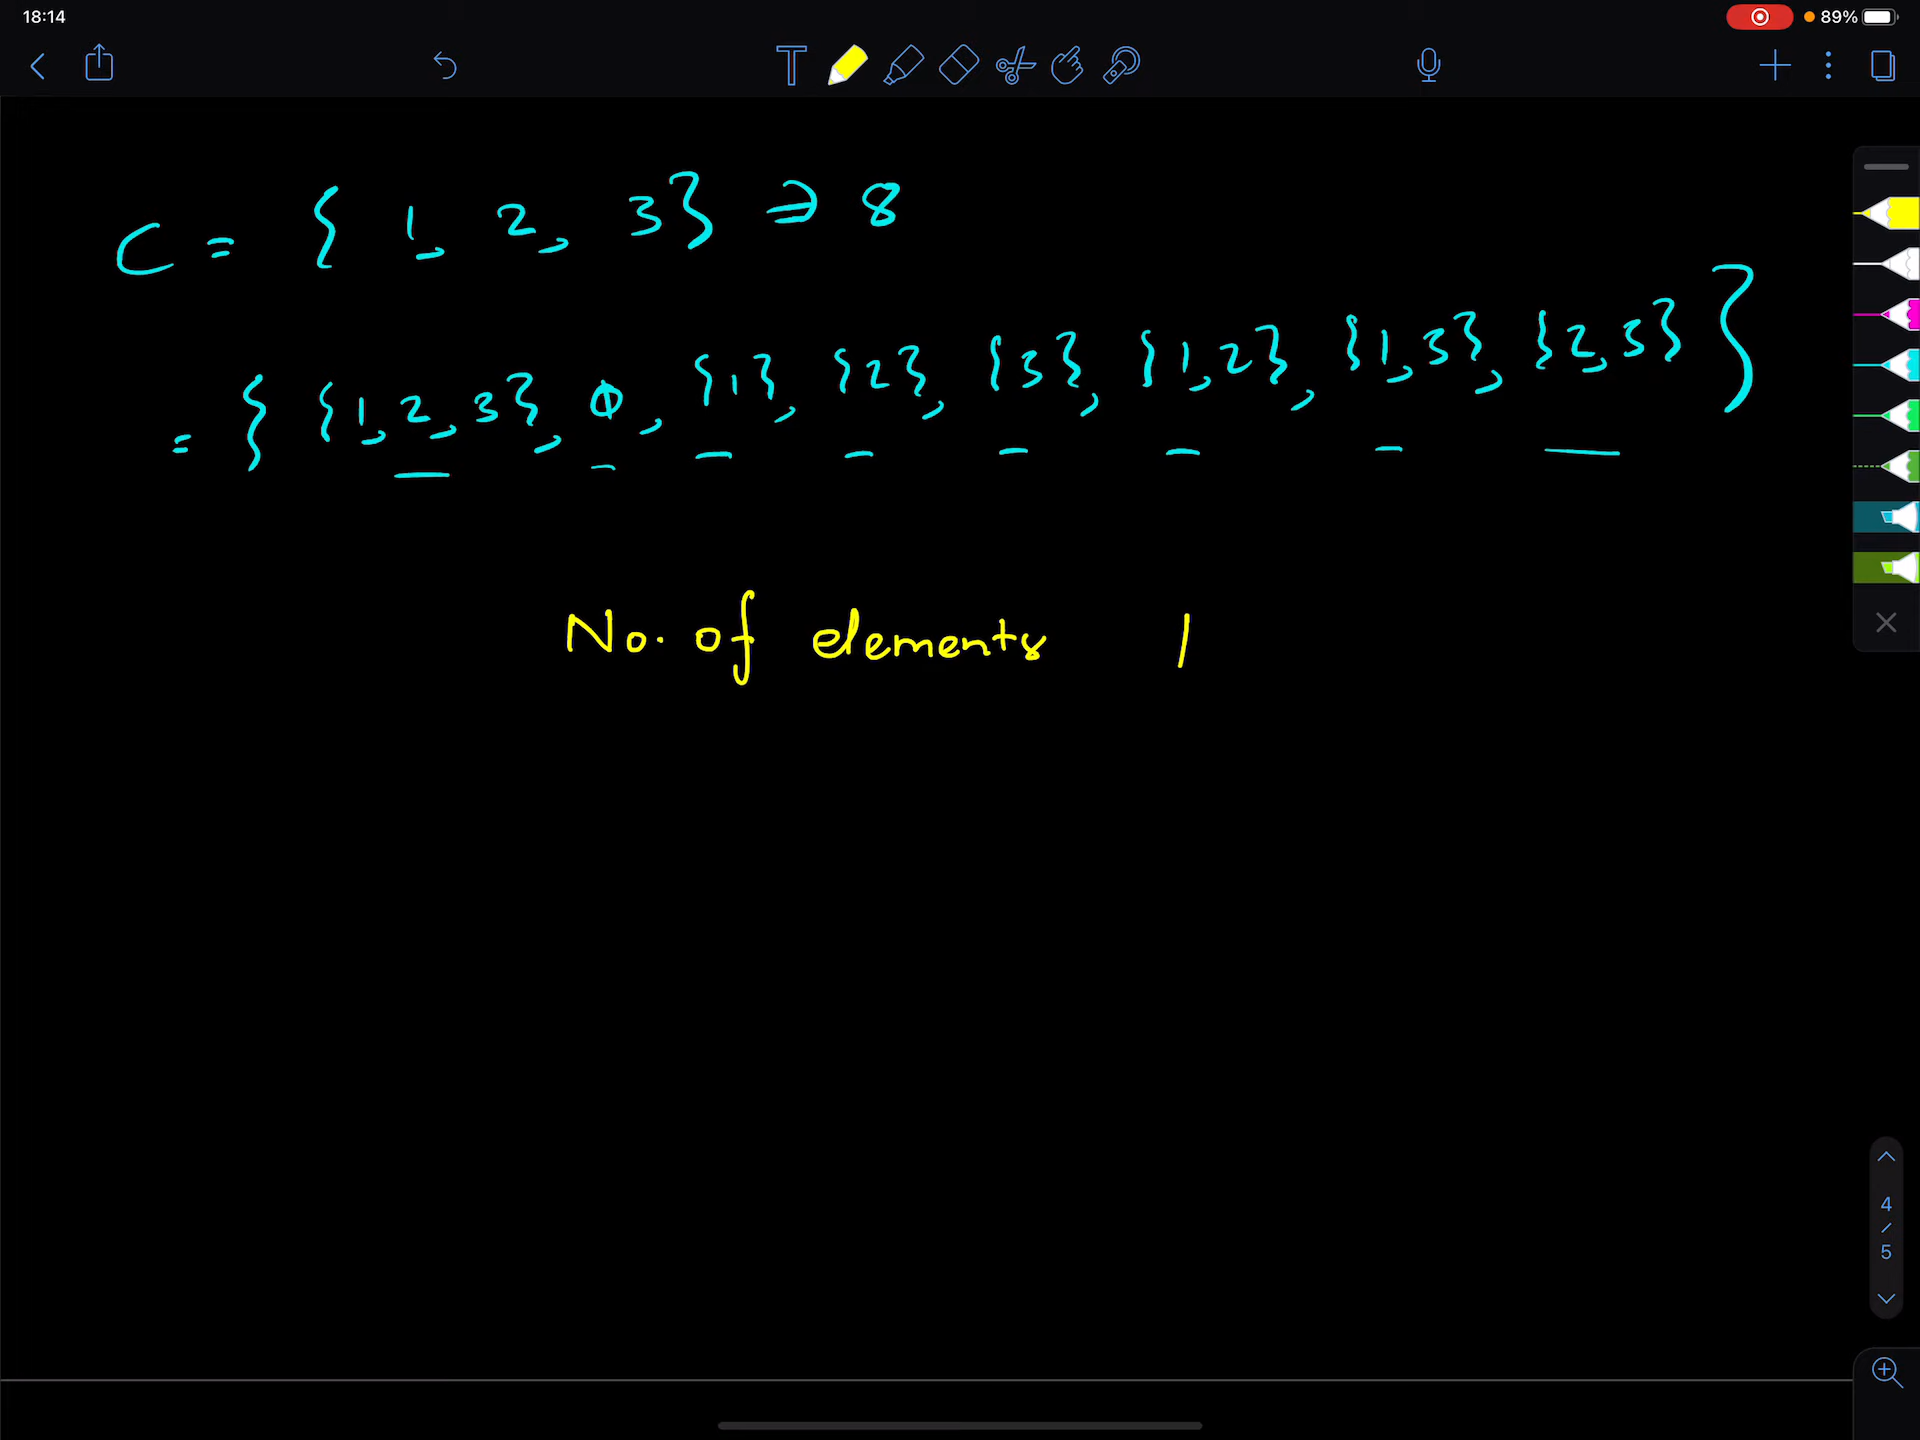 18:14
89%
C = { 1, 2, 3} ⇒ 8
= { {1, 2, 3}, ϕ, {1}, {2}, {3}, {1,2}, {1,3}, {2,3} }
No. of elements |
4
/
5